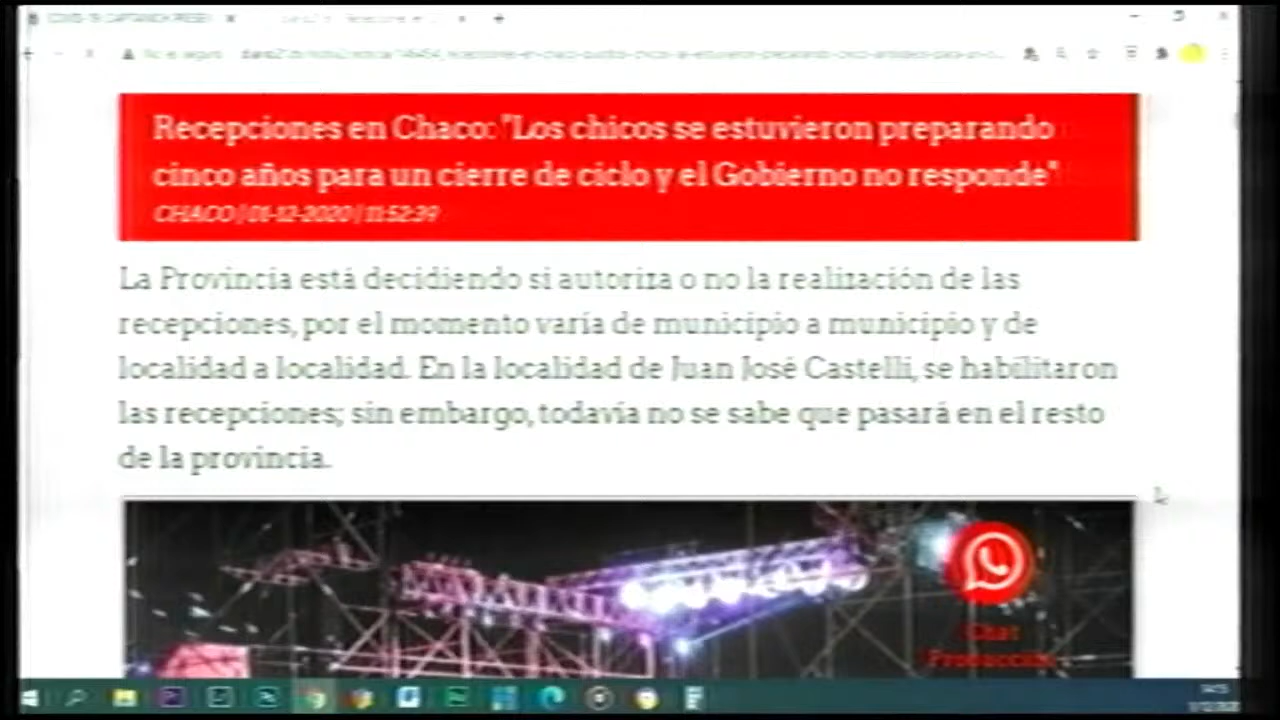 Recepciones en Chaco: "Los chicos se estuvieron preparando
cinco años para un cierre de ciclo y el Gobierno no responde"
CHACO | 01-12-2020 | 11:52:39
La Provincia está decidiendo si autoriza o no la realización de las
recepciones, por el momento varía de municipio a municipio y de
localidad a localidad. En la localidad de Juan José Castelli, se habilitaron
las recepciones; sin embargo, todavía no se sabe que pasará en el resto
de la provincia.
Chat
Producción